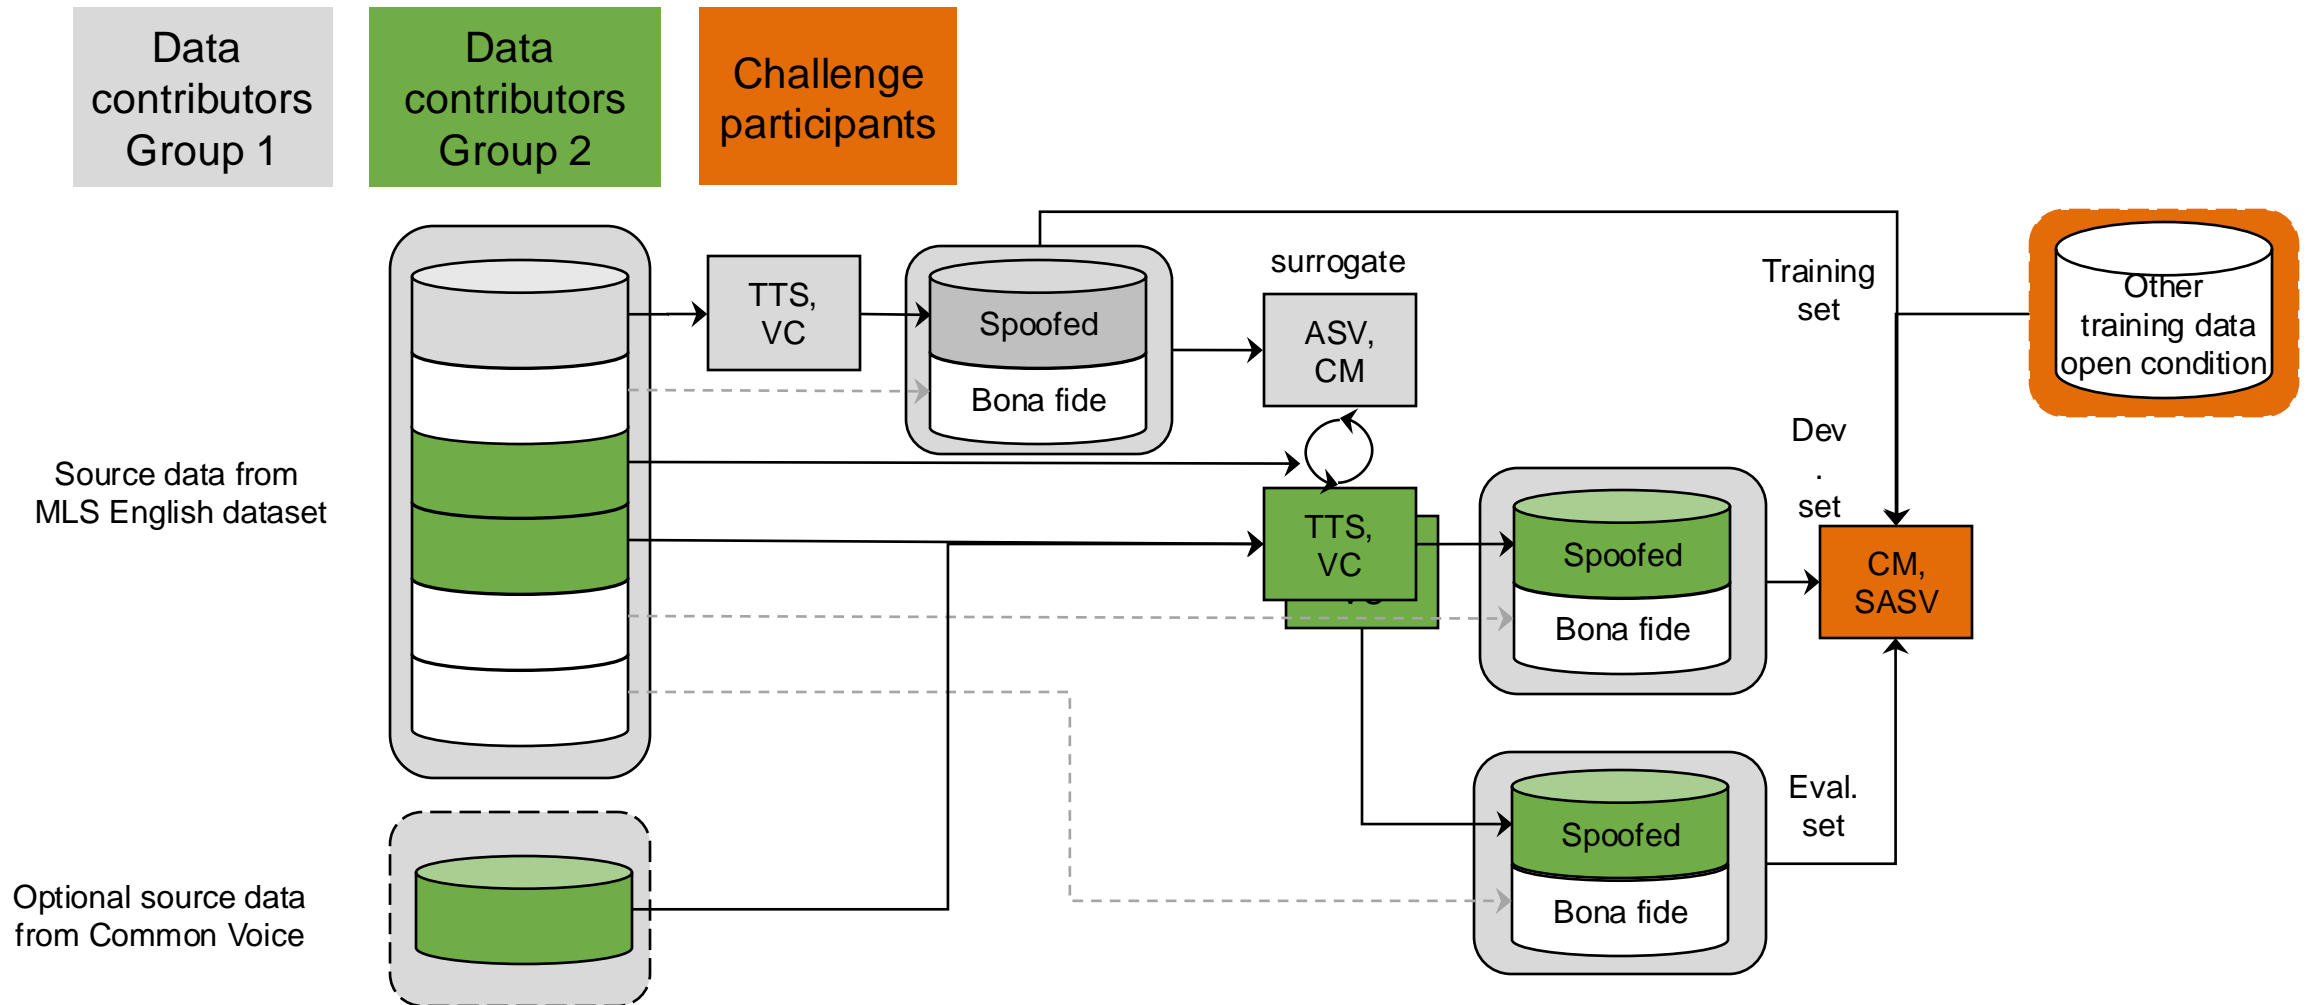 Data
contributors
Group 1
Data
contributors
Group 2
Challenge
participants
TTS,
VC
Spoofed
Bona fide
surrogate
ASV,
CM
Training
set
Other
training data
open condition
Source data from
MLS English dataset
Dev
.
set
TTS,
VC
Spoofed
Bona fide
CM,
SASV
Optional source data
from Common Voice
Spoofed
Bona fide
Eval.
set